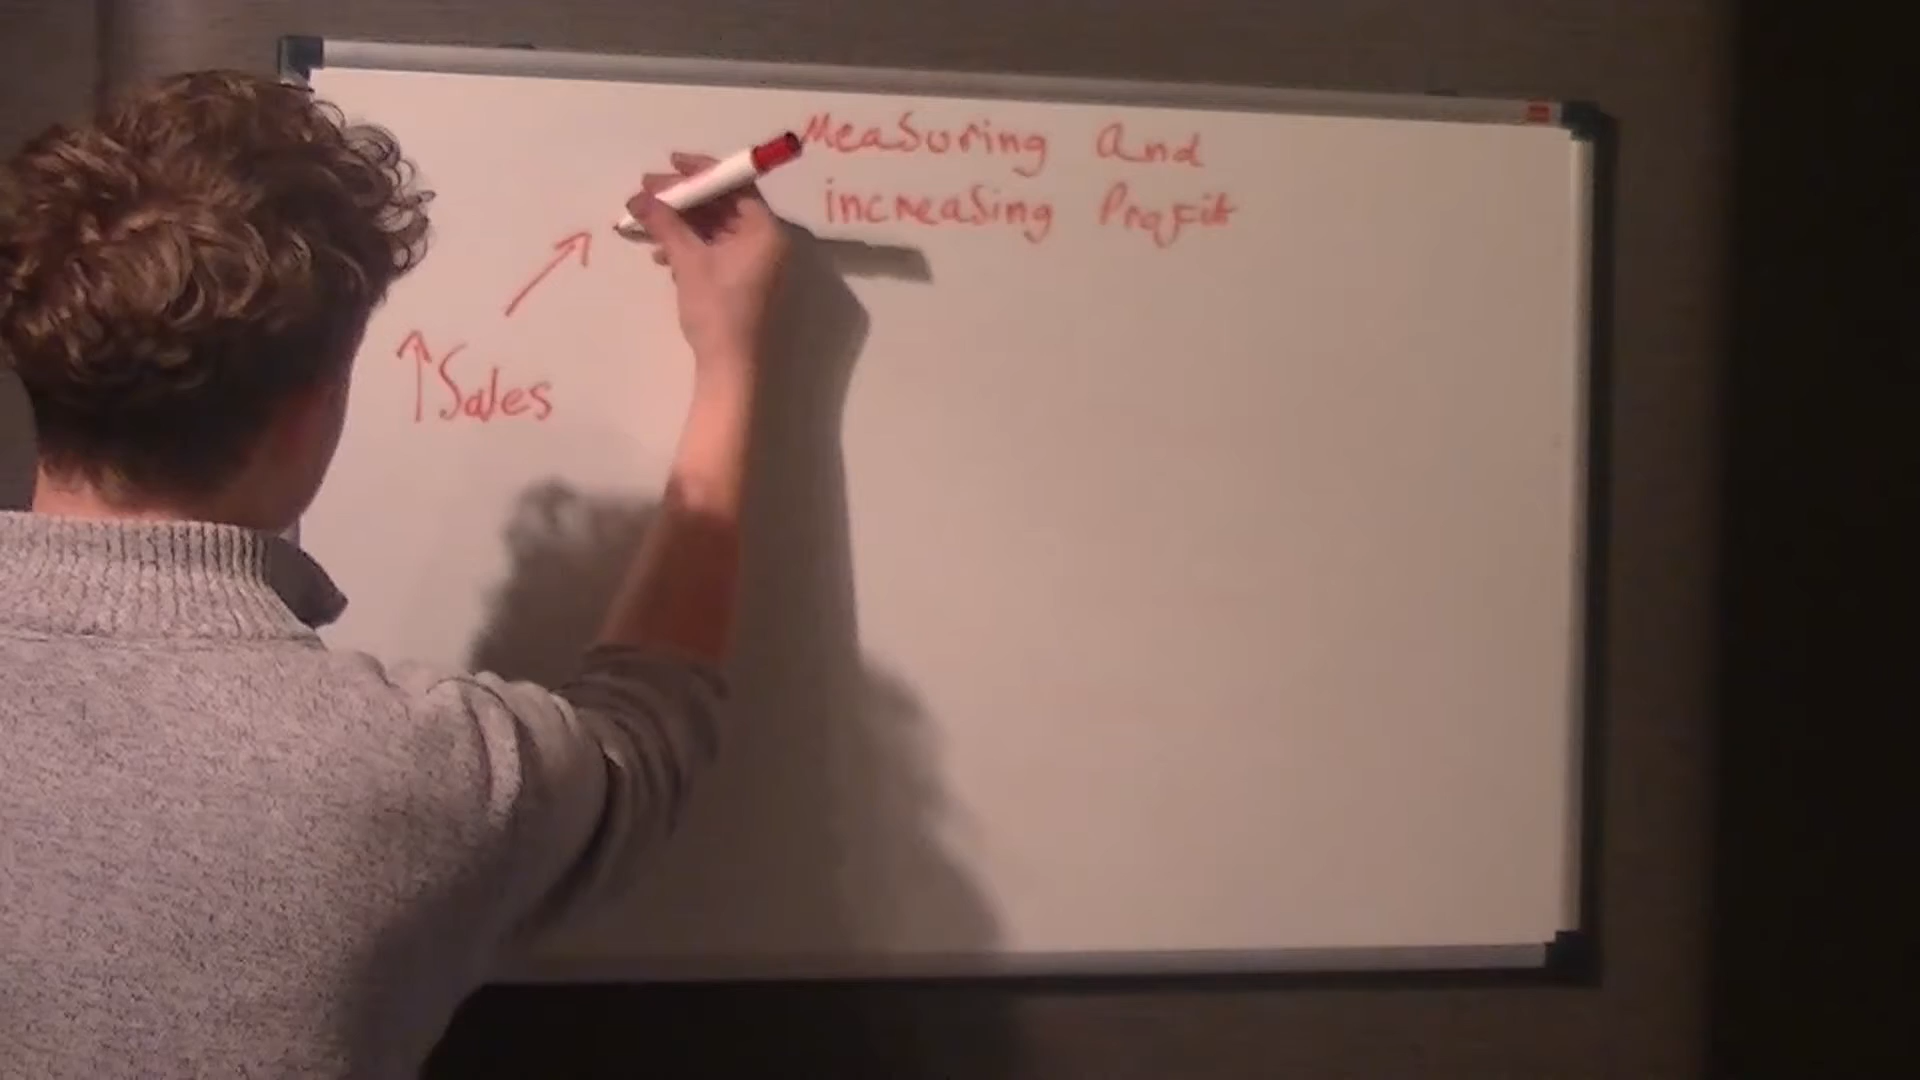 Measuring and
increasing Profit
↑Sales